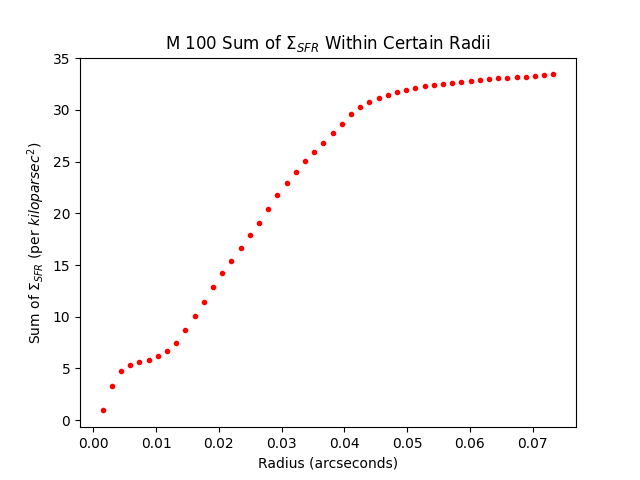 M 100 Sum of Σ_SFR Within Certain Radii
35
30
25
20
15
10
5
0
Sum of Σ_SFR (per kiloparsec²)
0.00 0.01 0.02 0.03 0.04 0.05 0.06 0.07
Radius (arcseconds)